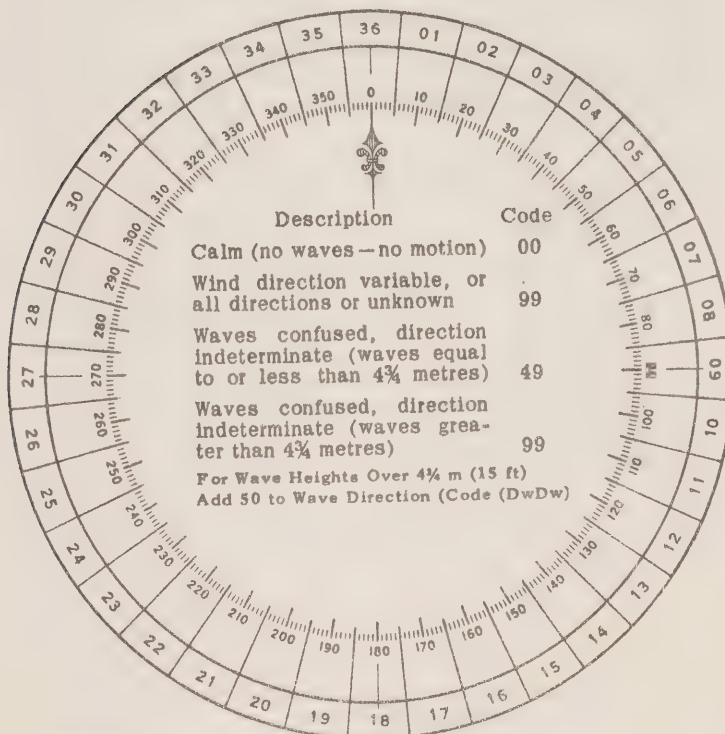 36 01 02 03 04 05 06 07 08 09 10 11 12 13 14 15 16 17 18 19 20 21 22 23 24 25 26 27 28 29 30 31 32 33 34 35
0 10 20 30 40 50 60 70 80 100 110 120 130 140 150 160 170 180 190 200 210 220 230 240 250 260 270 280 290 300 310 320 330 340 350
Description Code
Calm (no waves — no motion) 00
Wind direction variable, or
all directions or unknown 99
Waves confused, direction
indeterminate (waves equal
to or less than 4¾ metres) 49
Waves confused, direction
indeterminate (waves grea-
ter than 4¾ metres) 99
For Wave Heights Over 4¾ m (15 ft)
Add 50 to Wave Direction (Code (DwDw)